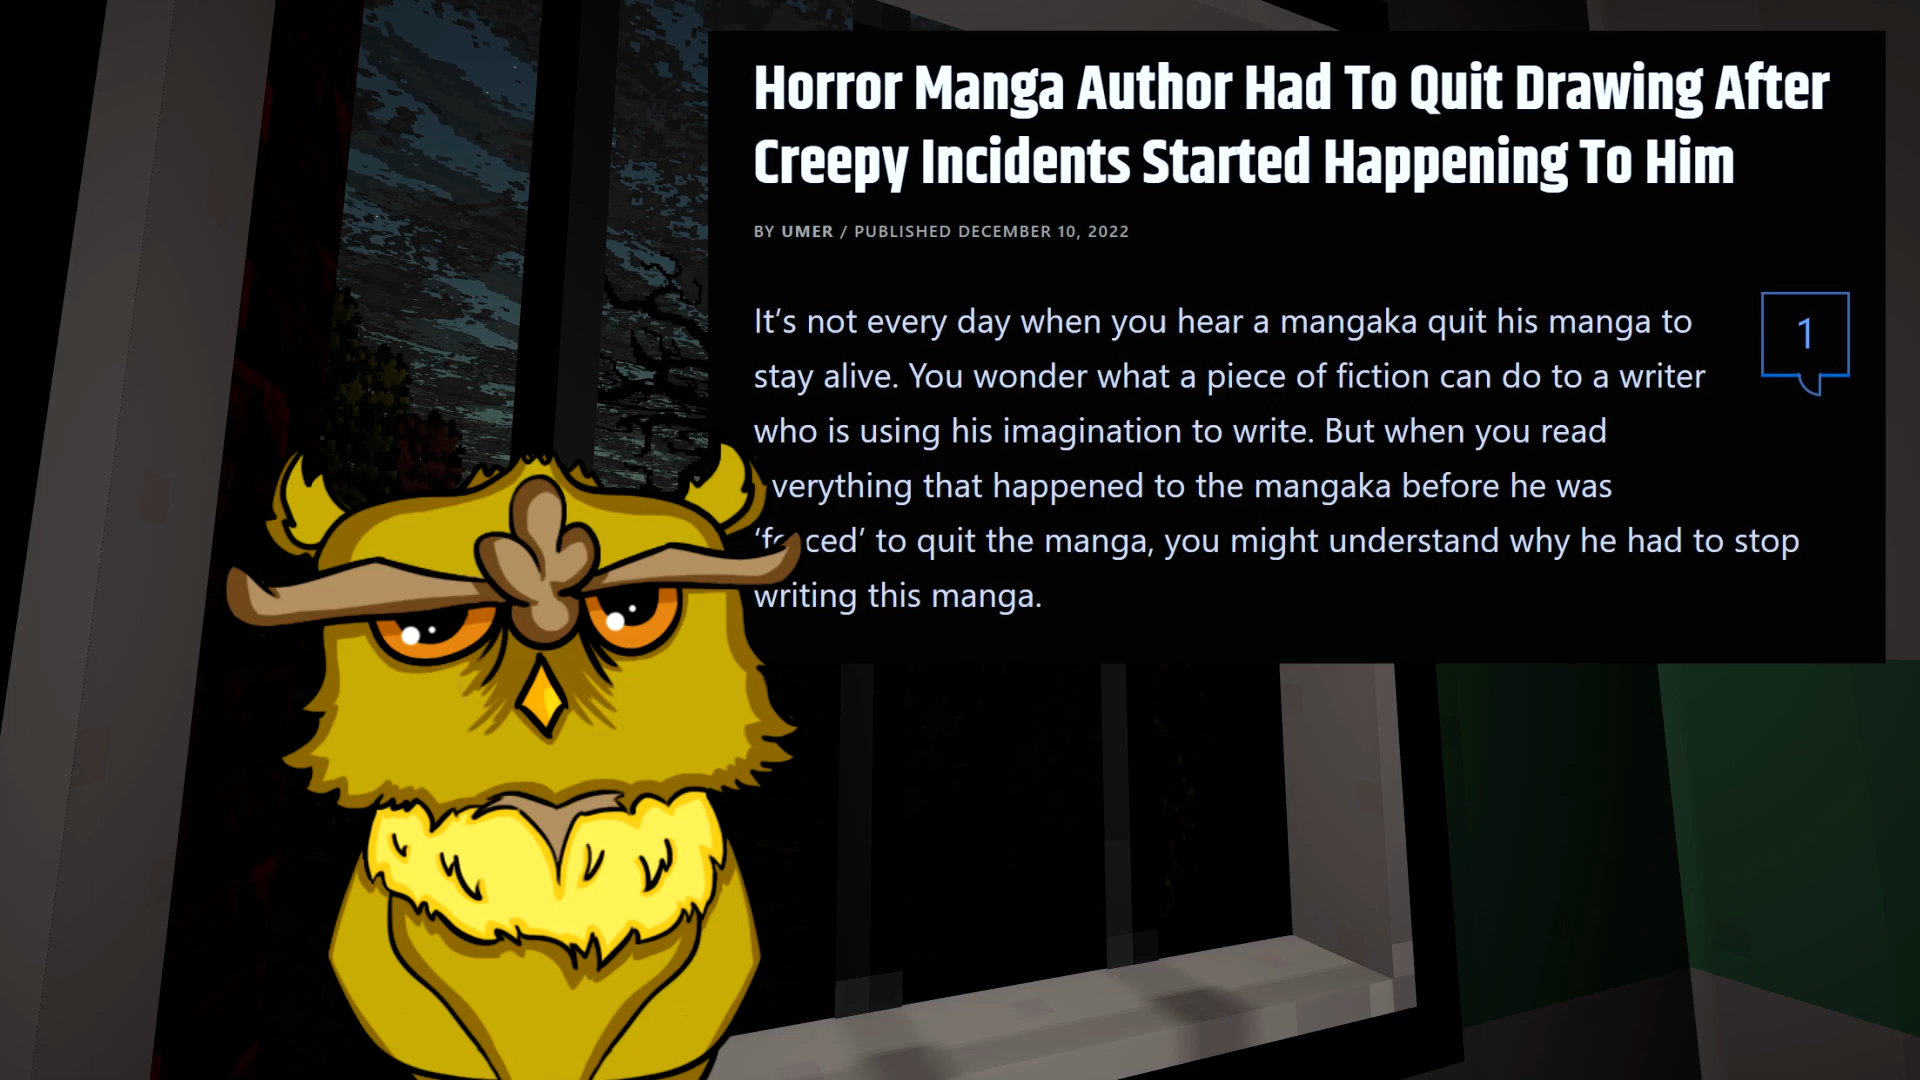 Horror Manga Author Had To Quit Drawing After
Creepy Incidents Started Happening To Him
BY UMER / PUBLISHED DECEMBER 10, 2022
It’s not every day when you hear a mangaka quit his manga to
1
stay alive. You wonder what a piece of fiction can do to a writer
who is using his imagination to write. But when you read
verything that happened to the mangaka before he was
‘forced’ to quit the manga, you might understand why he had to stop
writing this manga.